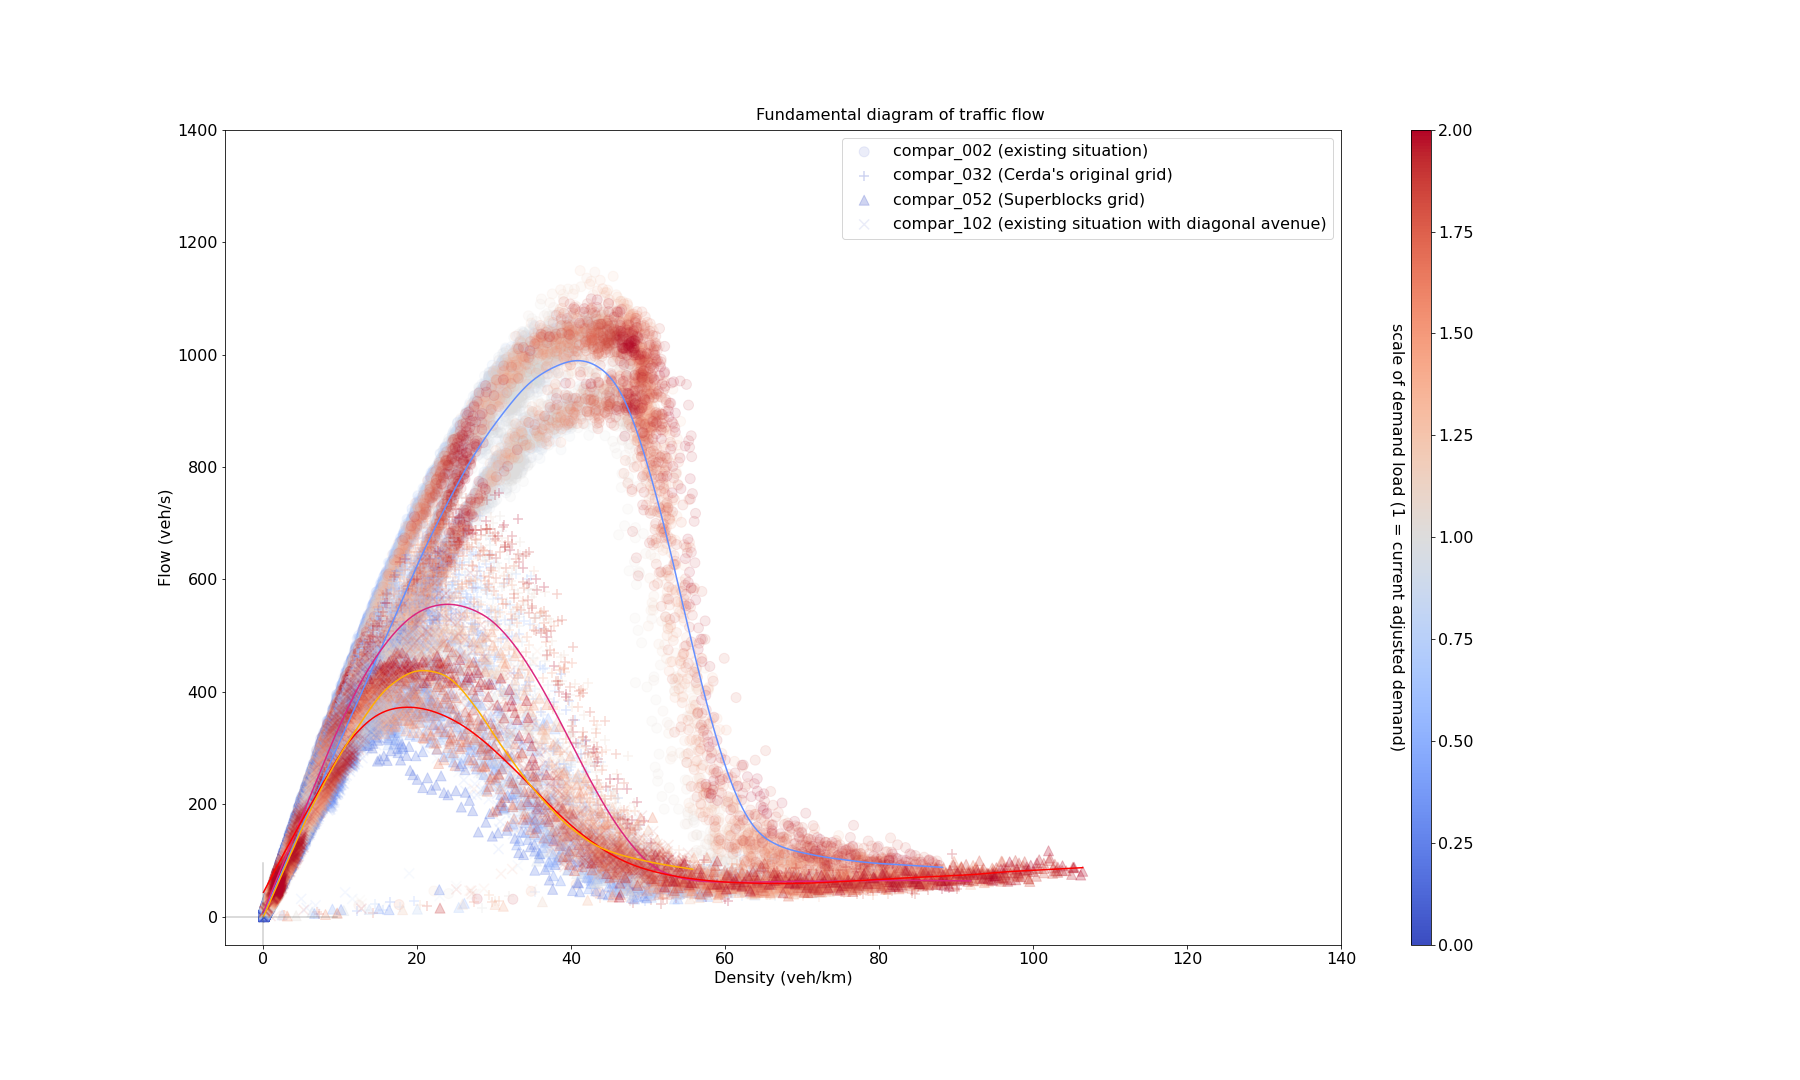 Fundamental diagram of traffic flow
compar_002 (existing situation)
compar_032 (Cerda's original grid)
compar_052 (Superblocks grid)
compar_102 (existing situation with diagonal avenue)
Flow (veh/s)
1400
1200
1000
800
600
400
200
0
0 20 40 60 80 100 120 140
Density (veh/km)
scale of demand load (1 = current adjusted demand)
2.00
1.75
1.50
1.25
1.00
0.75
0.50
0.25
0.00